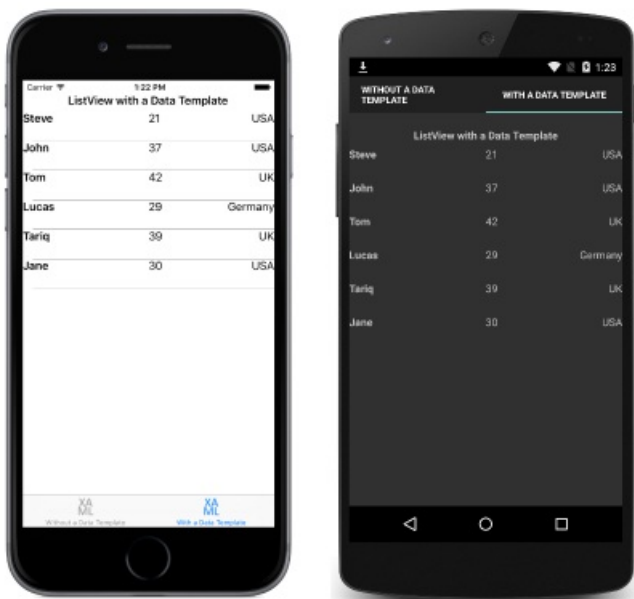 Carrier 1:22 PM
ListView with a Data Template
Steve 21 USA
John 37 USA
Tom 42 UK
Lucas 29 Germany
Tariq 39 UK
Jane 30 USA
XA
ML
Without a Data Template
XA
ML
With a Data Template
1:23
WITHOUT A DATA
TEMPLATE
WITH A DATA TEMPLATE
ListView with a Data Template
Steve 21 USA
John 37 USA
Tom 42 UK
Lucas 29 Germany
Tariq 39 UK
Jane 30 USA